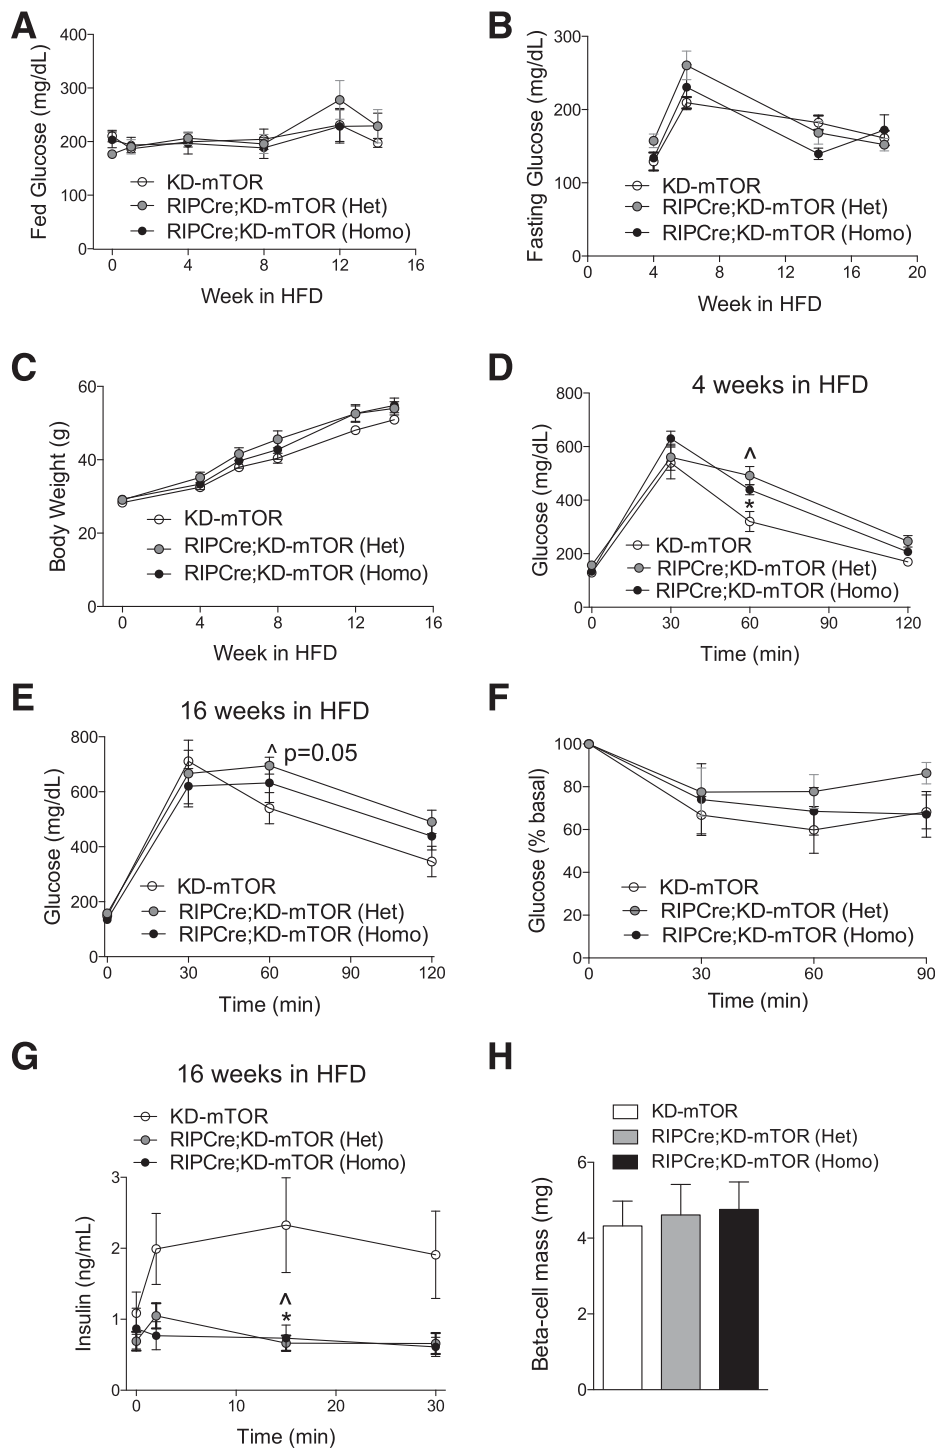 A
Fed Glucose (mg/dL)
400
300
200
100
0
KD-mTOR
RIPCre;KD-mTOR (Het)
RIPCre;KD-mTOR (Homo)
0 4 8 12 16
Week in HFD
B
Fasting Glucose (mg/dL)
300
200
100
0
KD-mTOR
RIPCre;KD-mTOR (Het)
RIPCre;KD-mTOR (Homo)
0 4 8 12 16 20
Week in HFD
C
Body Weight (g)
60
40
20
0
KD-mTOR
RIPCre;KD-mTOR (Het)
RIPCre;KD-mTOR (Homo)
0 4 8 12 16
Week in HFD
D
4 weeks in HFD
Glucose (mg/dL)
800
600
400
200
0
^
*
KD-mTOR
RIPCre;KD-mTOR (Het)
RIPCre;KD-mTOR (Homo)
0 30 60 90 120
Time (min)
E
16 weeks in HFD
Glucose (mg/dL)
800
600
400
200
0
^ p=0.05
KD-mTOR
RIPCre;KD-mTOR (Het)
RIPCre;KD-mTOR (Homo)
0 30 60 90 120
Time (min)
F
Glucose (% basal)
100
80
60
40
20
0
KD-mTOR
RIPCre;KD-mTOR (Het)
RIPCre;KD-mTOR (Homo)
0 30 60 90
Time (min)
G
16 weeks in HFD
KD-mTOR
RIPCre;KD-mTOR (Het)
RIPCre;KD-mTOR (Homo)
Insulin (ng/mL)
3
2
1
0
^
*
0 10 20 30
Time (min)
H
KD-mTOR
RIPCre;KD-mTOR (Het)
RIPCre;KD-mTOR (Homo)
Beta-cell mass (mg)
6
4
2
0